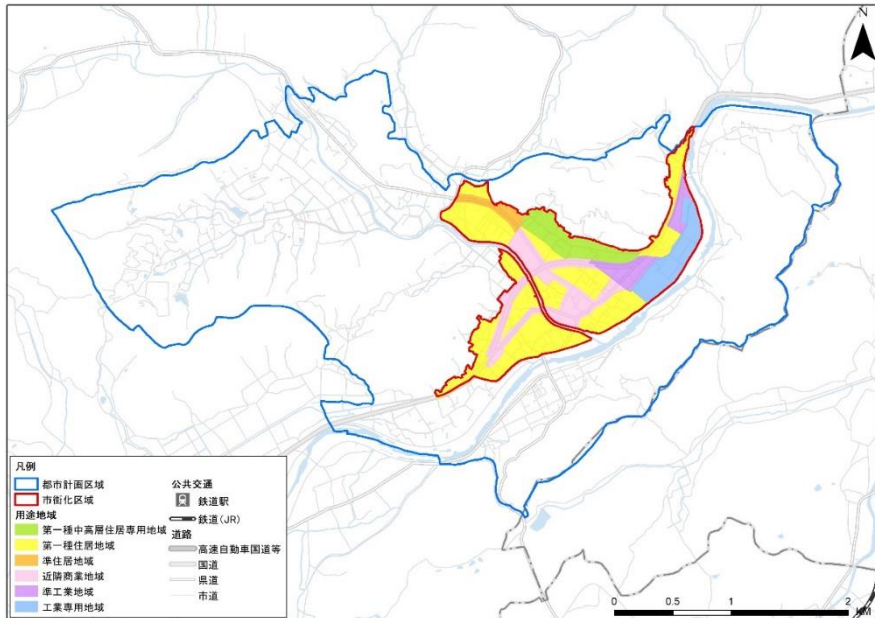 N
凡例
都市計画区域
市街化区域
用途地域
第一種中高層住居専用地域
第一種住居地域
準住居地域
近隣商業地域
準工業地域
工業専用地域
公共交通
鉄道駅
鉄道(JR)
道路
高速自動車国道等
国道
県道
市道
0 0.5 1 2
KM